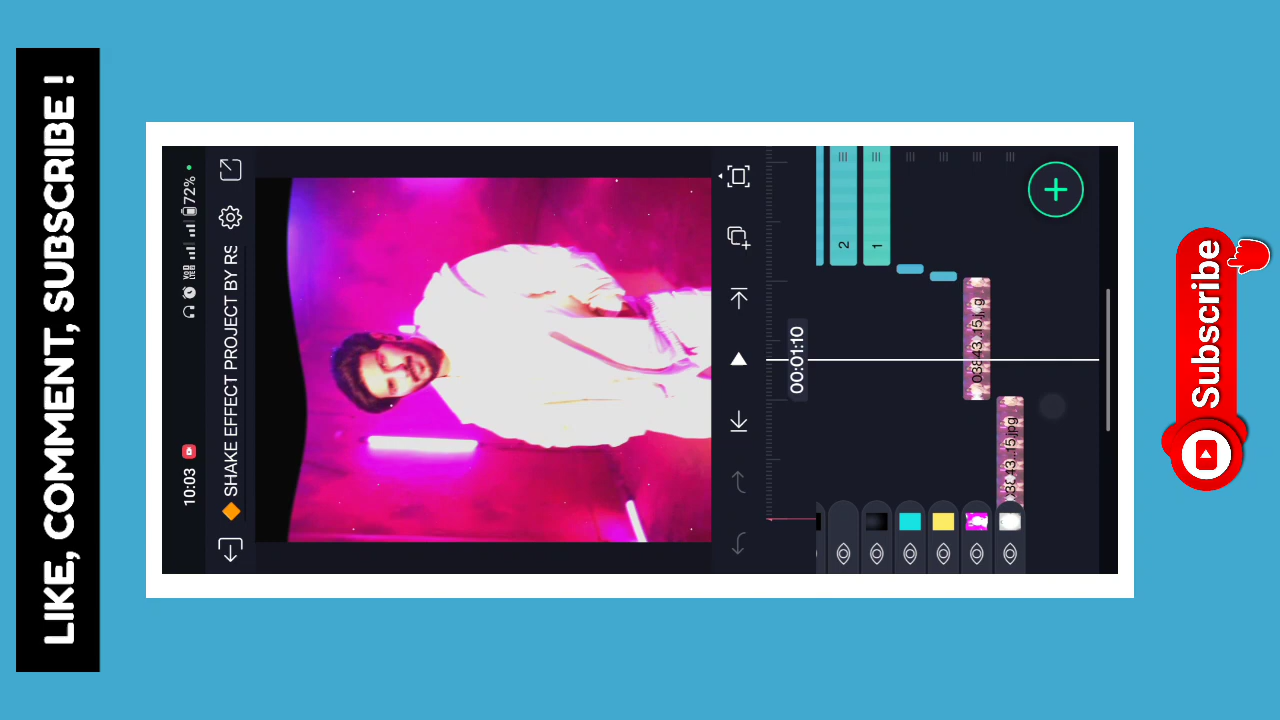 LIKE, COMMENT, SUBSCRIBE !
10:03
72%
SHAKE EFFECT PROJECT BY RS
00:01:10
2
1
Subscribe